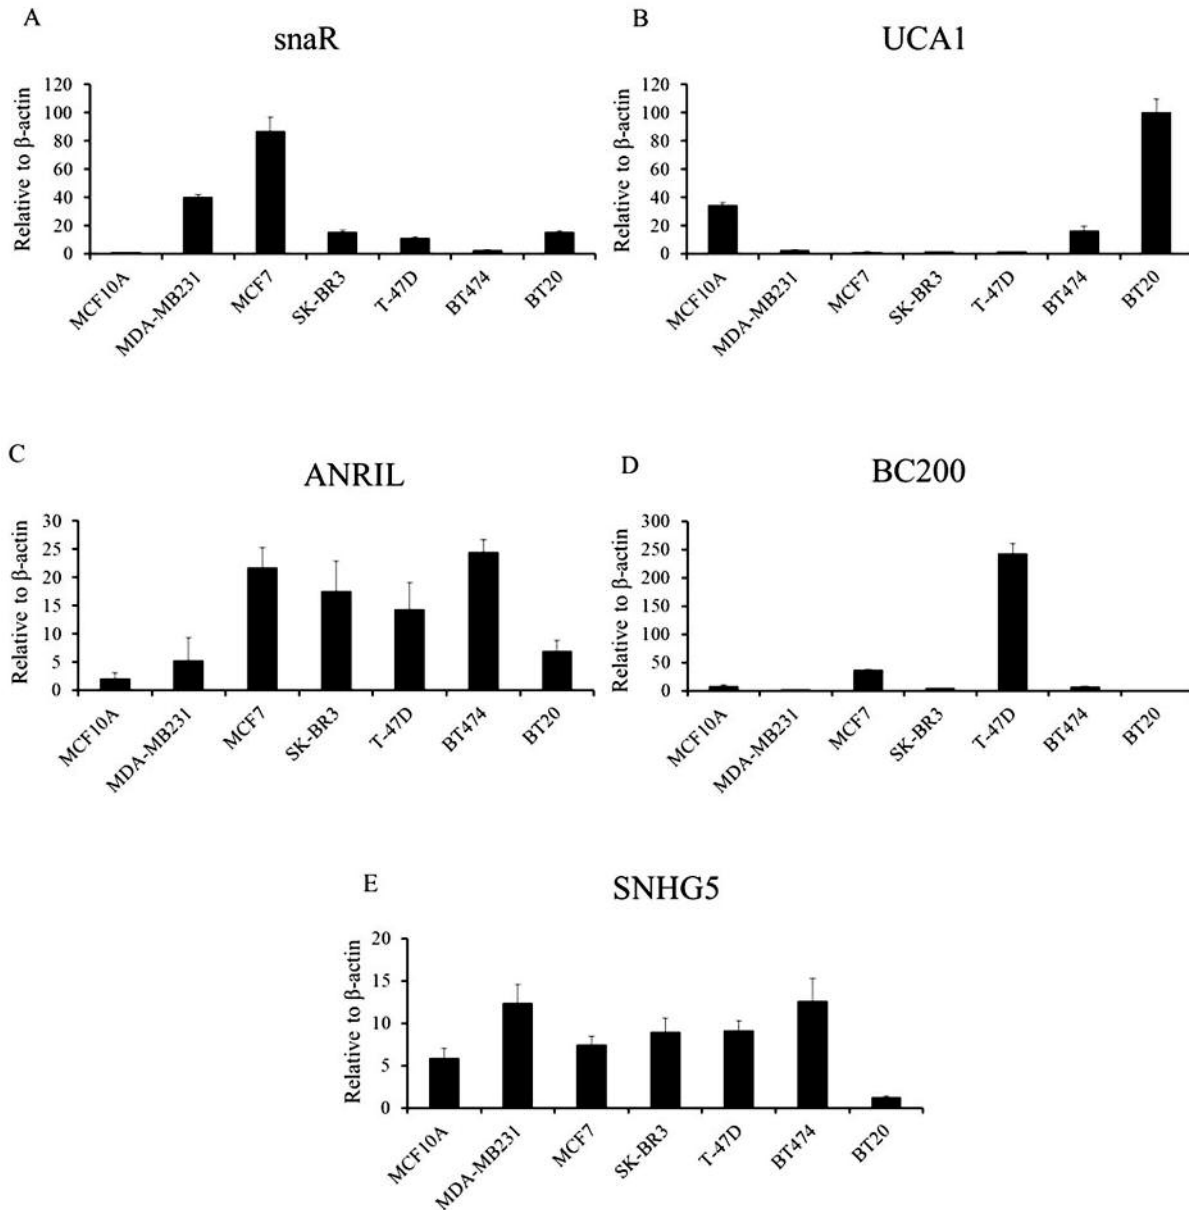 A
snaR
Relative to β-actin
120
100
80
60
40
20
0
MCF10A
MDA-MB231
MCF7
SK-BR3
T-47D
BT474
BT20
B
UCA1
Relative to β-actin
120
100
80
60
40
20
0
MCF10A
MDA-MB231
MCF7
SK-BR3
T-47D
BT474
BT20
C
ANRIL
Relative to β-actin
30
25
20
15
10
5
0
MCF10A
MDA-MB231
MCF7
SK-BR3
T-47D
BT474
BT20
D
BC200
Relative to β-actin
300
250
200
150
100
50
0
MCF10A
MDA-MB231
MCF7
SK-BR3
T-47D
BT474
BT20
E
SNHG5
Relative to β-actin
20
15
10
5
0
MCF10A
MDA-MB231
MCF7
SK-BR3
T-47D
BT474
BT20